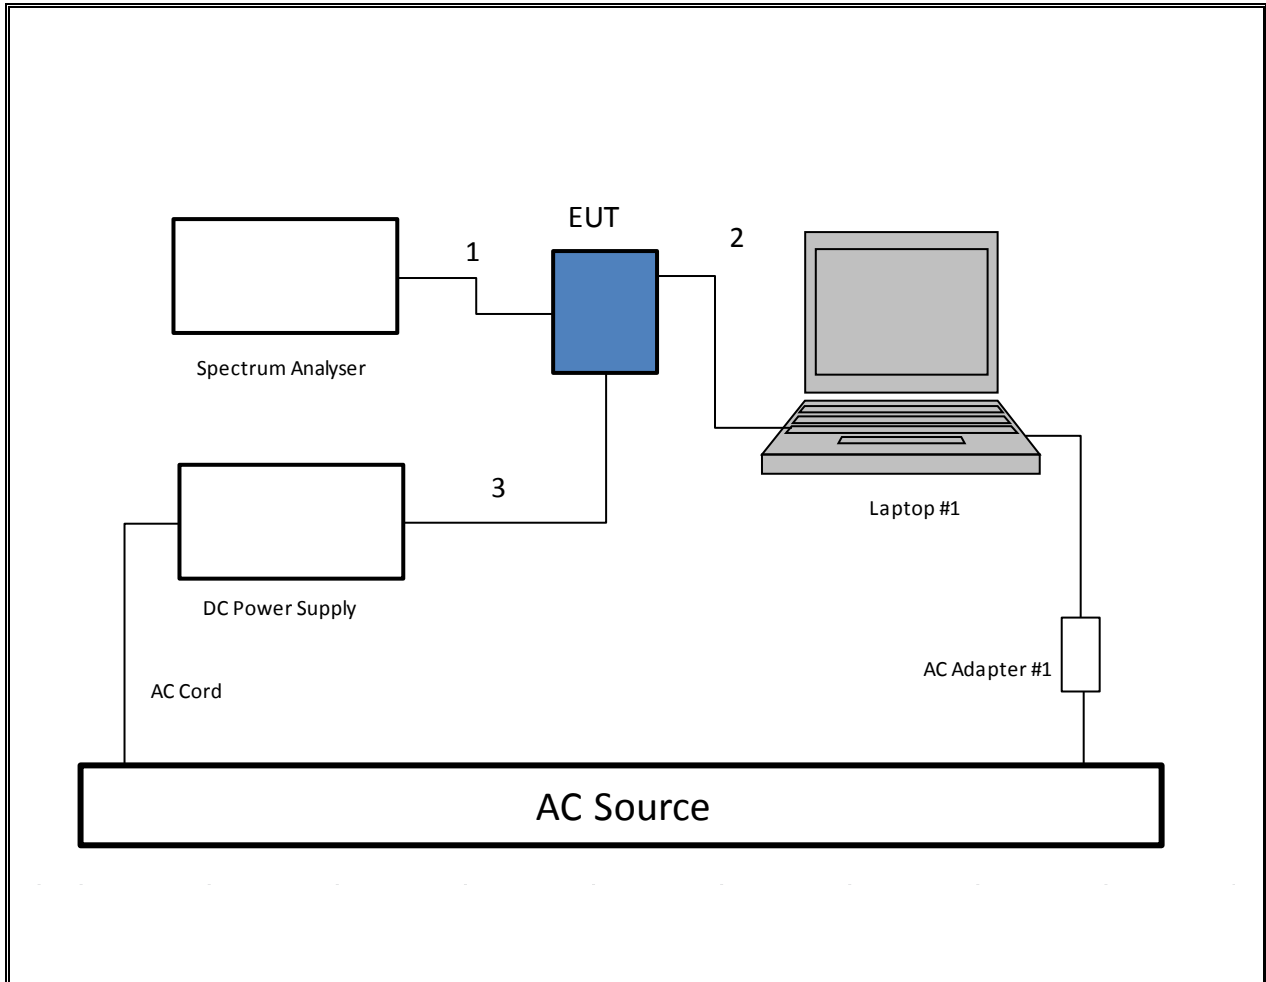 EUT
1
2
Spectrum Analyser
3
Laptop #1
DC Power Supply
AC Adapter #1
AC Cord
AC Source